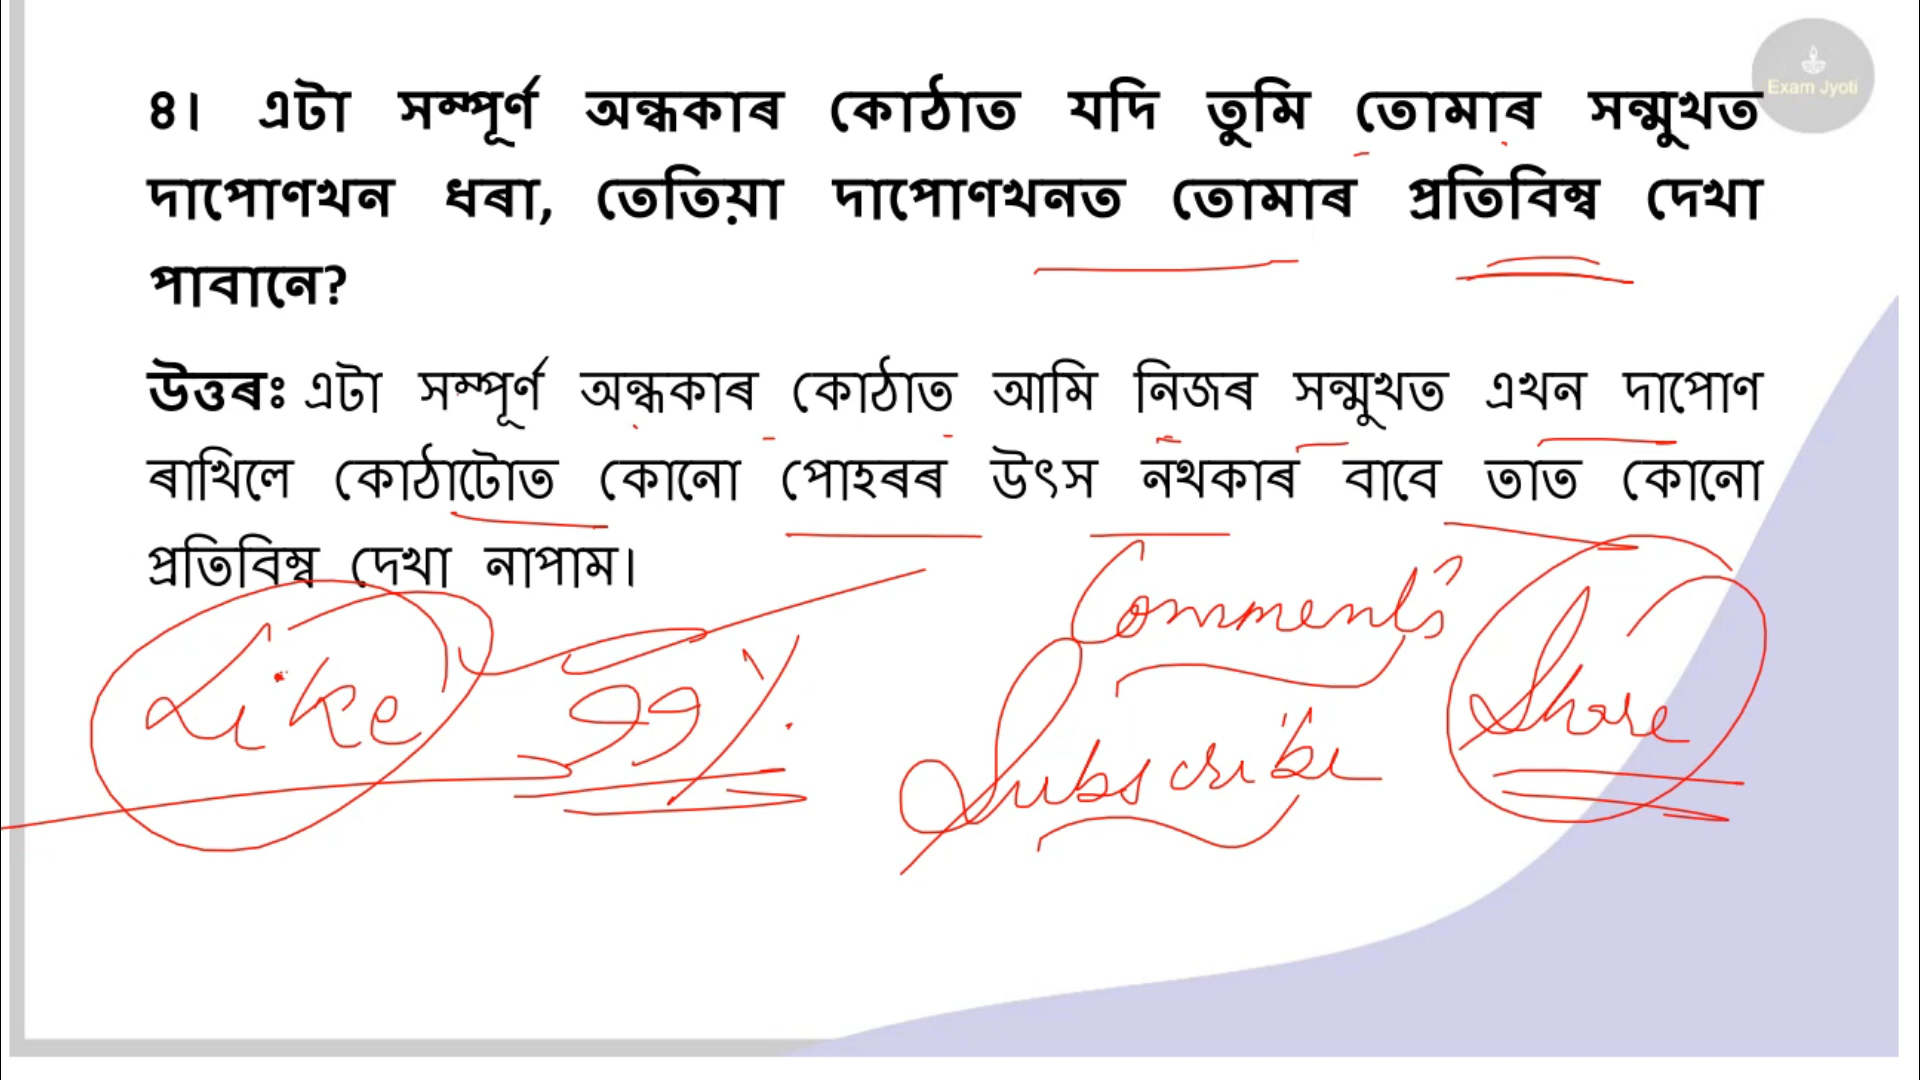 Exam Jyoti
৪। এটা সম্পূৰ্ণ অন্ধকাৰ কোঠাত যদি তুমি তোমাৰ সন্মুখত
দাপোণখন ধৰা, তেতিয়া দাপোণখনত তোমাৰ প্ৰতিবিম্ব দেখা
পাবানে?
উত্তৰঃ এটা সম্পূৰ্ণ অন্ধকাৰ কোঠাত আমি নিজৰ সন্মুখত এখন দাপোণ
ৰাখিলে কোঠাটোত কোনো পোহৰৰ উৎস নথকাৰ বাবে তাত কোনো
প্ৰতিবিম্ব দেখা নাপাম।
Comments
Like 99% Share
Subscribe